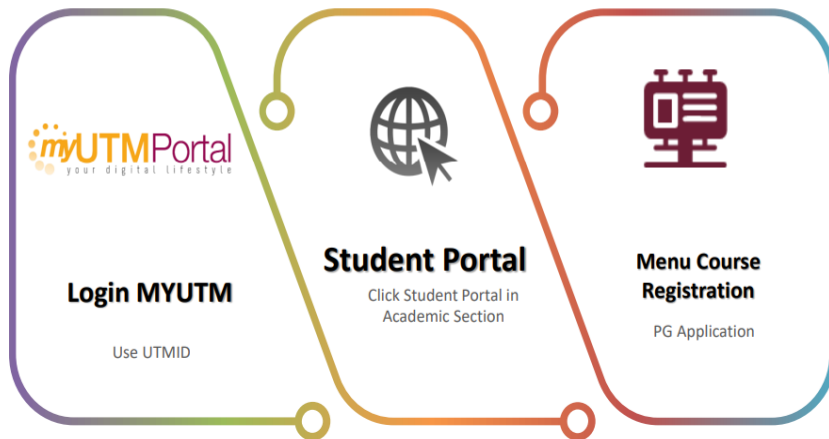 myUTMPortal
your digital lifestyle
Login MYUTM
Use UTMID
Student Portal
Click Student Portal in
Academic Section
Menu Course
Registration
PG Application